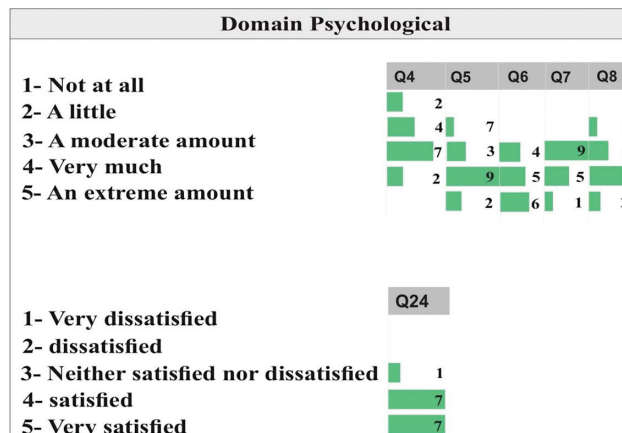 Domain Psychological
Q4 Q5 Q6 Q7 Q8
1- Not at all
2
2- A little
4 7
3- A moderate amount
7 3 4 9
4- Very much
2 9 5 5
5- An extreme amount
2 6 1
Q24
1- Very dissatisfied
2- dissatisfied
3- Neither satisfied nor dissatisfied 1
4- satisfied 7
5- Very satisfied 7